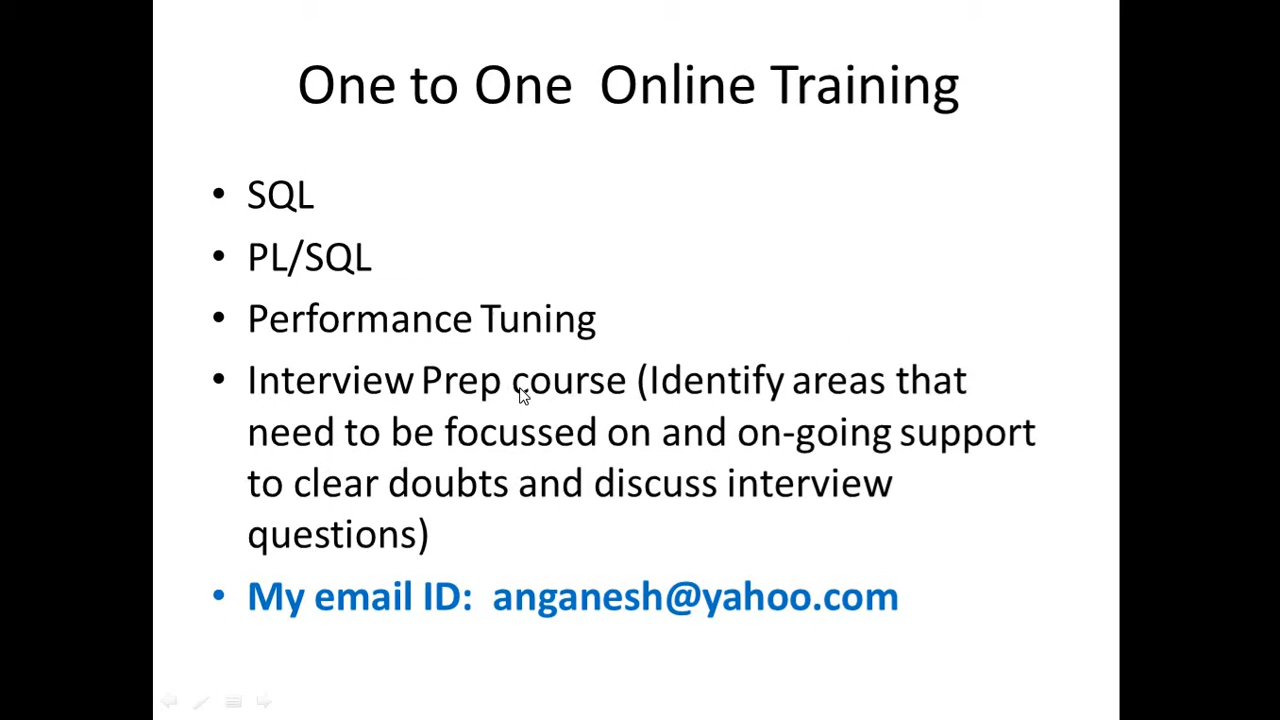 One to One  Online Training
• SQL
• PL/SQL
• Performance Tuning
• Interview Prep course (Identify areas that
need to be focussed on and on-going support
to clear doubts and discuss interview
questions)
• My email ID:  anganesh@yahoo.com